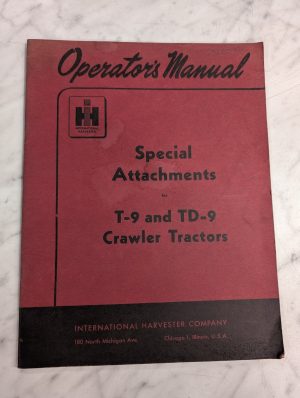 Operator's Manual
IH
INTERNATIONAL
HARVESTER
Special
Attachments
for
T-9 and TD-9
Crawler Tractors
INTERNATIONAL HARVESTER COMPANY
180 North Michigan Ave. Chicago 1, Illinois, U.S.A.